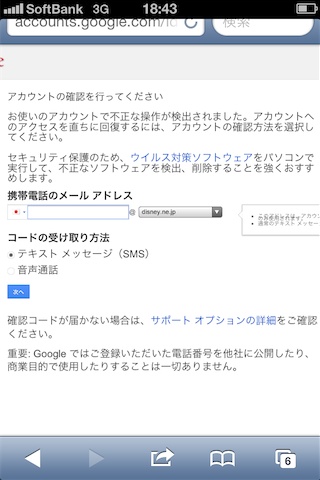 SoftBank 3G 18:43
accounts.google.com/
検索
アカウントの確認を行ってください
お使いのアカウントで不正な操作が検出されました。アカウントへ
のアクセスを直ちに回復するには、アカウントの確認方法を選択し
てください。
セキュリティ保護のため、ウイルス対策ソフトウェアをパソコンで
実行して、不正なソフトウェアを検出、削除することを強くおすす
めします。
携帯電話のメール アドレス
@ disney.ne.jp
コードの受け取り方法
テキスト メッセージ（SMS）
音声通話
次へ
確認コードが届かない場合は、サポート オプションの詳細をご確認
ください。
重要: Google ではご登録いただいた電話番号を他社に公開したり、
商業目的で使用したりすることは一切ありません。
6